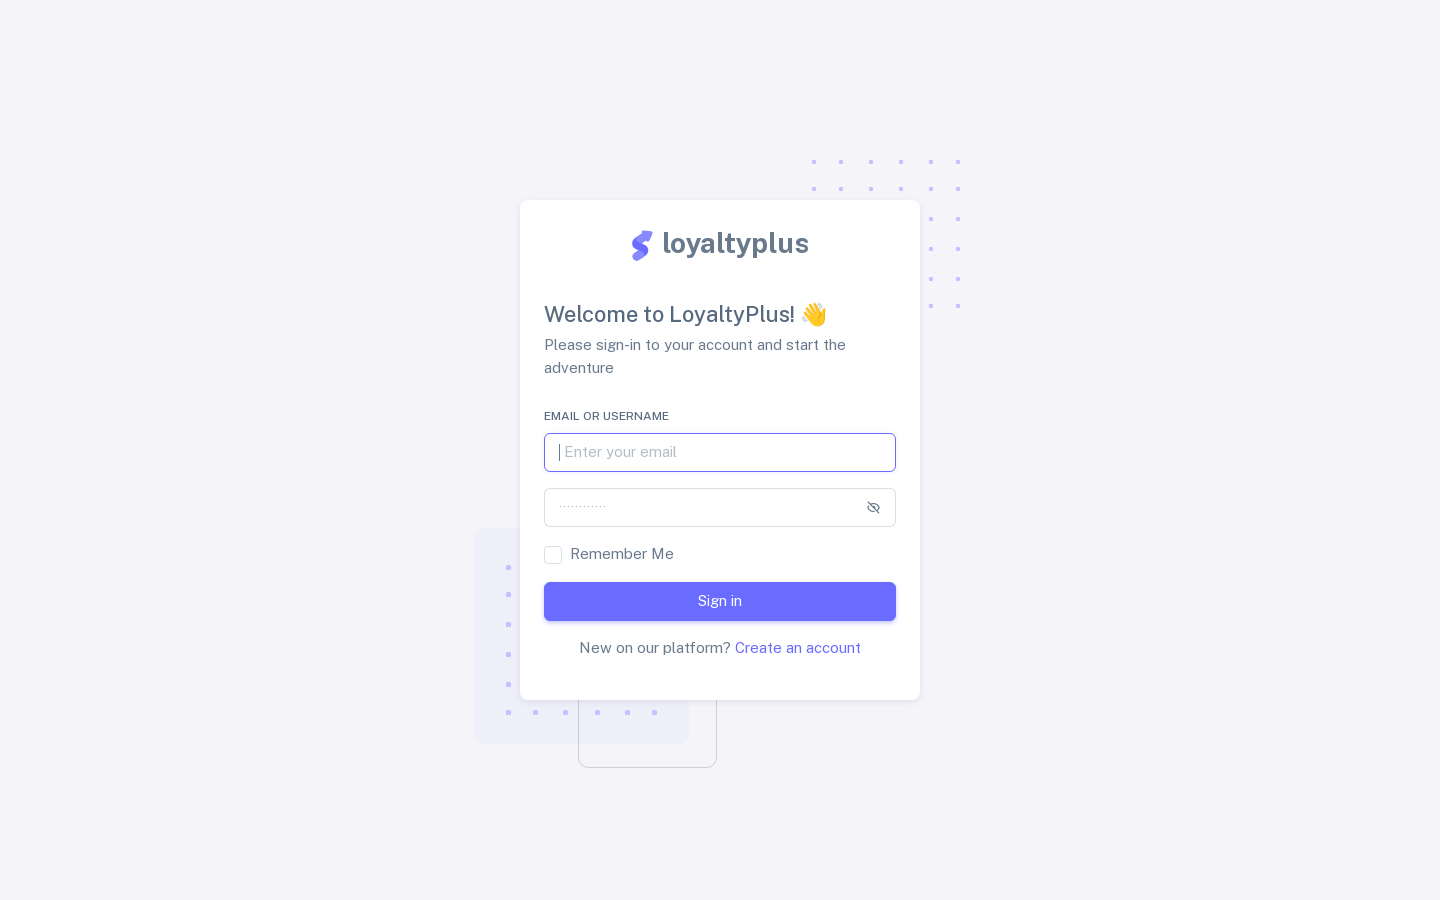 loyaltyplus
Welcome to LoyaltyPlus! 👋
Please sign-in to your account and start the
adventure
EMAIL OR USERNAME
Enter your email
············
Remember Me
Sign in
New on our platform? Create an account